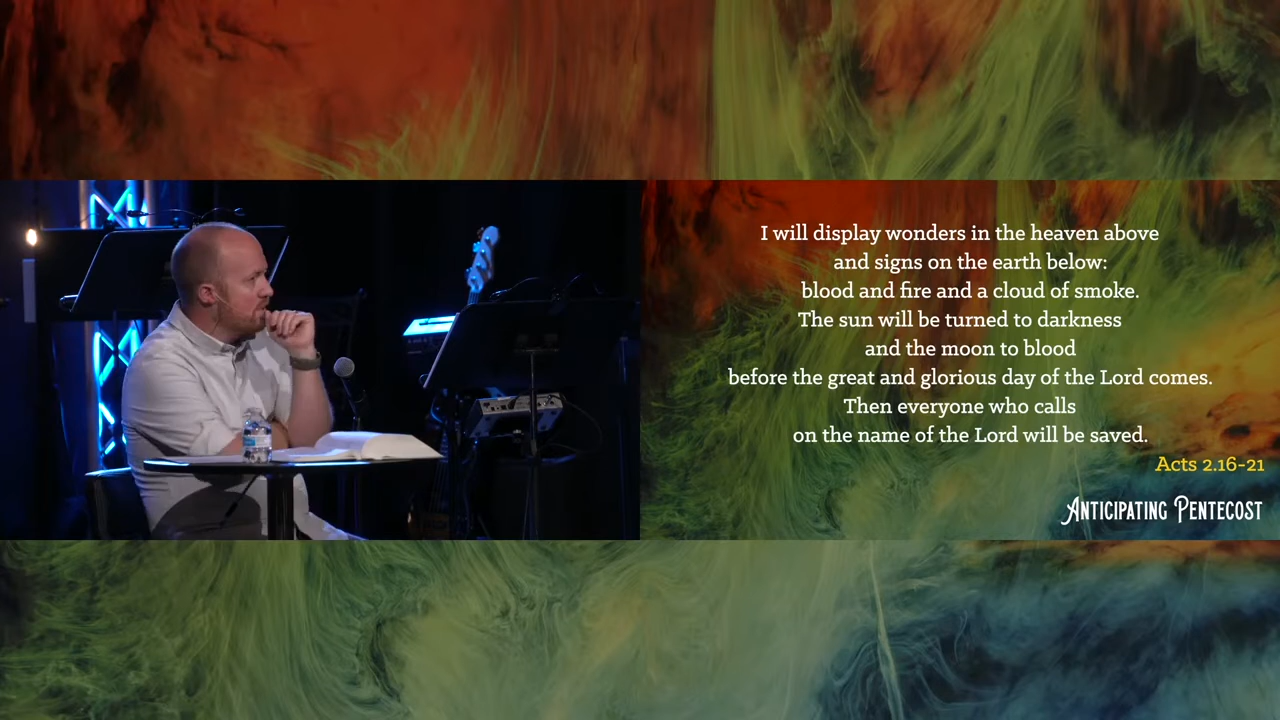 I will display wonders in the heaven above
and signs on the earth below:
blood and fire and a cloud of smoke.
The sun will be turned to darkness
and the moon to blood
before the great and glorious day of the Lord comes.
Then everyone who calls
on the name of the Lord will be saved.
Acts 2.16-21
Anticipating Pentecost